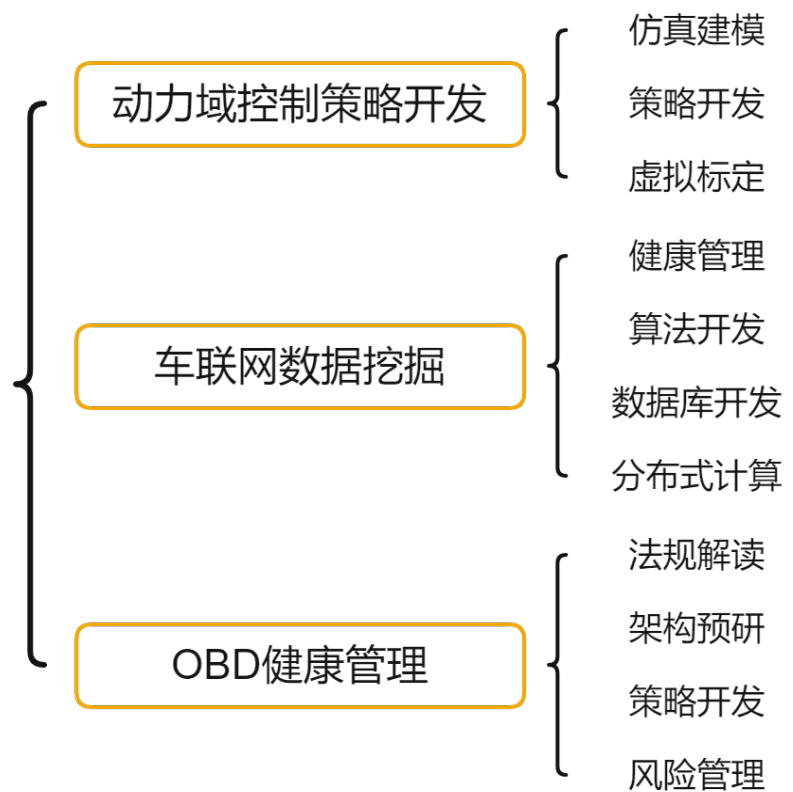 动力域控制策略开发
仿真建模
策略开发
虚拟标定
车联网数据挖掘
健康管理
算法开发
数据库开发
分布式计算
OBD健康管理
法规解读
架构预研
策略开发
风险管理